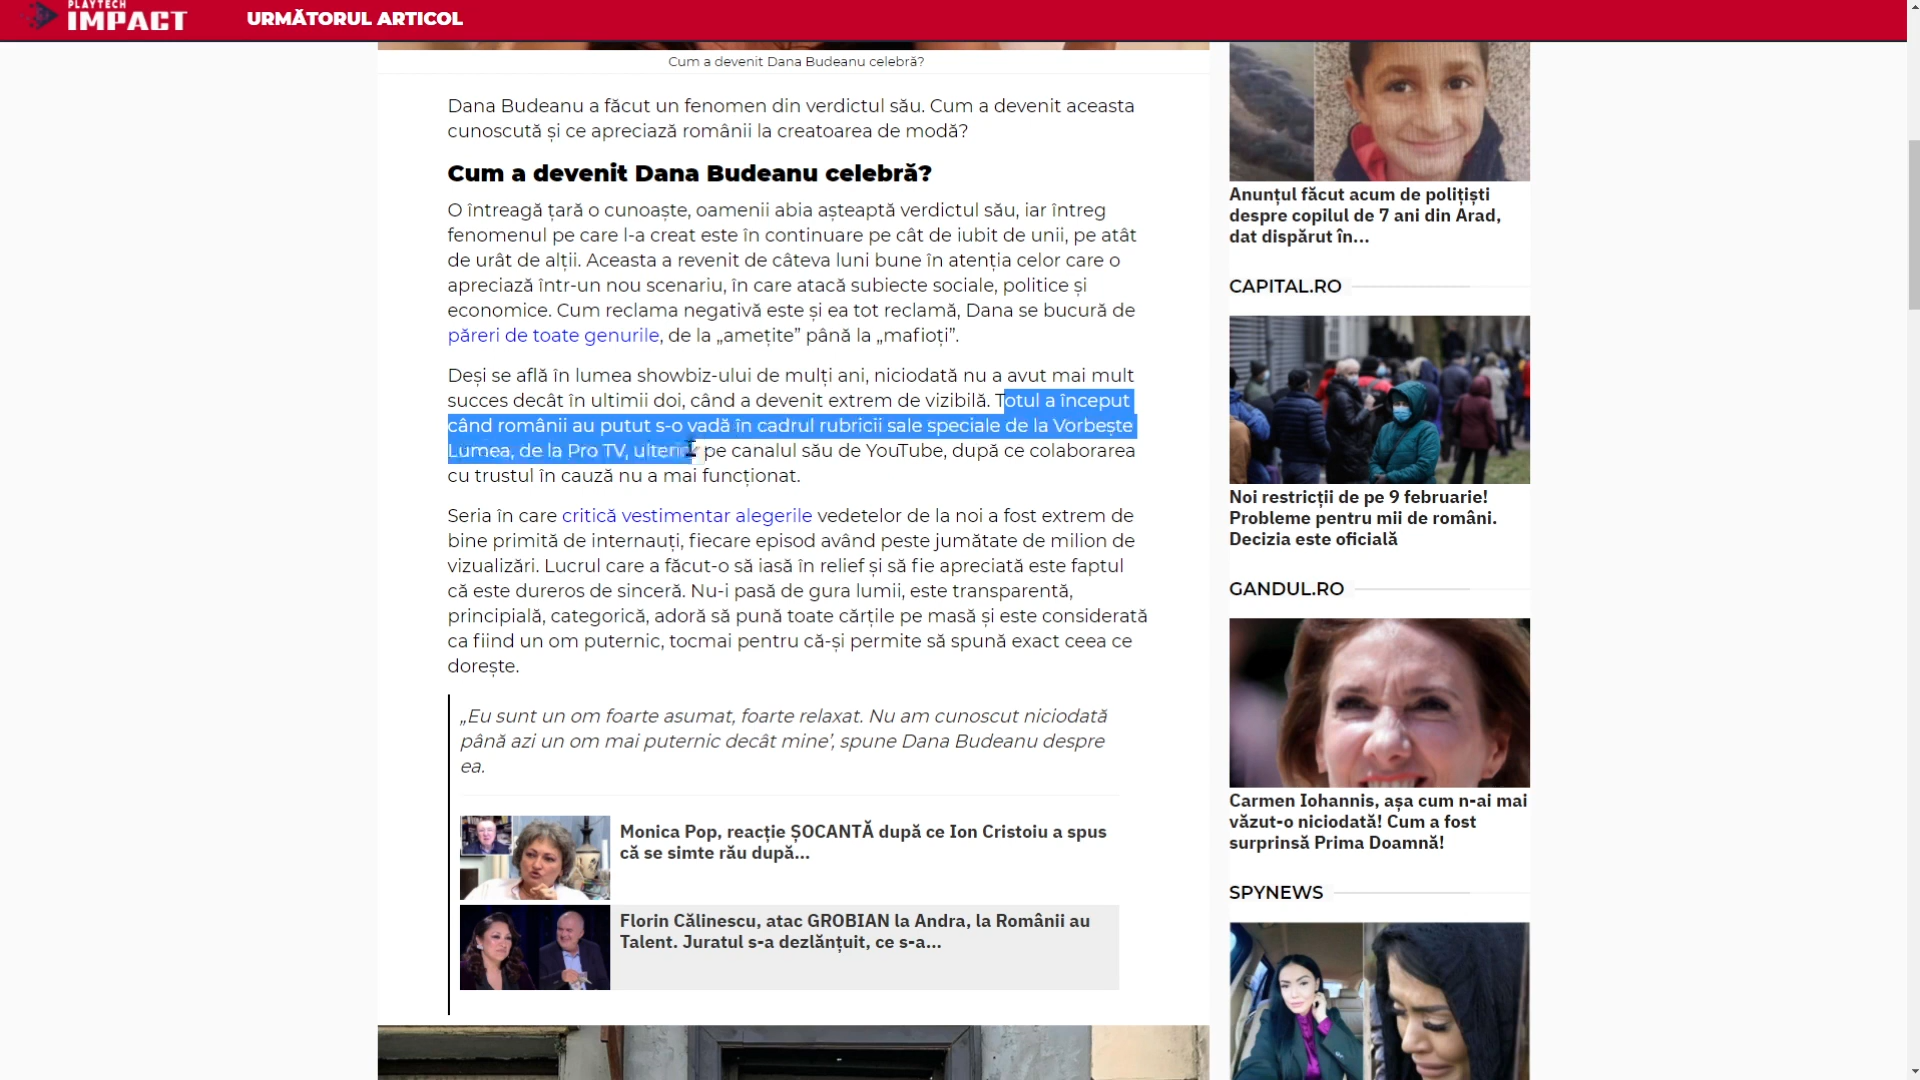 PLAYTECH
IMPACT
URMĂTORUL ARTICOL
Cum a devenit Dana Budeanu celebră?
Dana Budeanu a făcut un fenomen din verdictul său. Cum a devenit aceasta
cunoscută și ce apreciază românii la creatoarea de modă?
Cum a devenit Dana Budeanu celebră?
O întreagă țară o cunoaște, oamenii abia așteaptă verdictul său, iar întreg
fenomenul pe care l-a creat este în continuare pe cât de iubit de unii, pe atât
de urât de alții. Aceasta a revenit de câteva luni bune în atenția celor care o
apreciază într-un nou scenariu, în care atacă subiecte sociale, politice și
economice. Cum reclama negativă este și ea tot reclamă, Dana se bucură de
păreri de toate genurile, de la „amețite” până la „mafioți”.
Deși se află în lumea showbiz-ului de mulți ani, niciodată nu a avut mai mult
succes decât în ultimii doi, când a devenit extrem de vizibilă. Totul a început
când românii au putut s-o vadă în cadrul rubricii sale speciale de la Vorbește
Lumea, de la Pro TV, ulterior pe canalul său de YouTube, după ce colaborarea
cu trustul în cauză nu a mai funcționat.
Seria în care critică vestimentar alegerile vedetelor de la noi a fost extrem de
bine primită de internauți, fiecare episod având peste jumătate de milion de
vizualizări. Lucrul care a făcut-o să iasă în relief și să fie apreciată este faptul
că este dureros de sinceră. Nu-i pasă de gura lumii, este transparentă,
principială, categorică, adoră să pună toate cărțile pe masă și este considerată
ca fiind un om puternic, tocmai pentru că-și permite să spună exact ceea ce
dorește.
„Eu sunt un om foarte asumat, foarte relaxat. Nu am cunoscut niciodată
până azi un om mai puternic decât mine’, spune Dana Budeanu despre
ea.
Monica Pop, reacție ȘOCANTĂ după ce Ion Cristoiu a spus
că se simte rău după...
Florin Călinescu, atac GROBIAN la Andra, la Românii au
Talent. Juratul s-a dezlănțuit, ce s-a...
Anunțul făcut acum de polițiști
despre copilul de 7 ani din Arad,
dat dispărut în...
CAPITAL.RO
Noi restricții de pe 9 februarie!
Probleme pentru mii de români.
Decizia este oficială
GANDUL.RO
Carmen Iohannis, așa cum n-ai mai
văzut-o niciodată! Cum a fost
surprinsă Prima Doamnă!
SPYNEWS